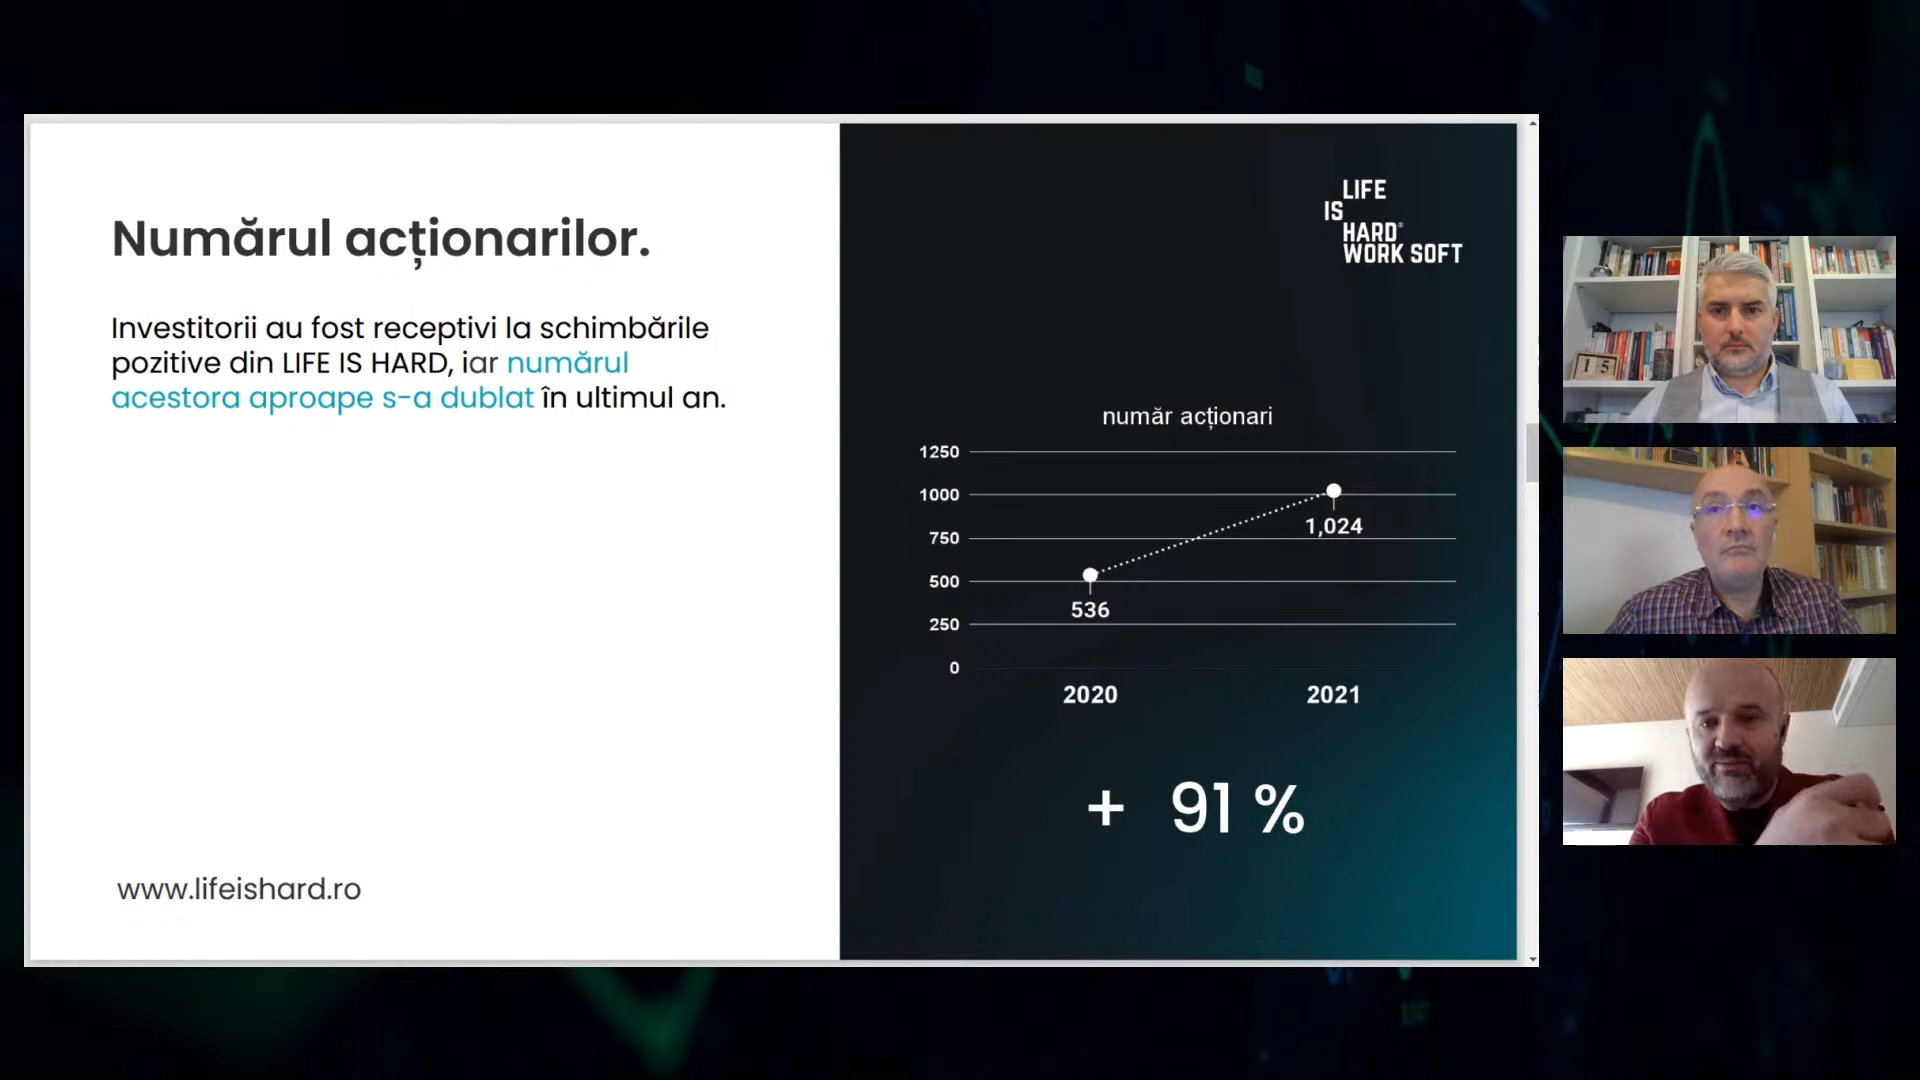 Numărul acționarilor.
Investitorii au fost receptivi la schimbările
pozitive din LIFE IS HARD, iar numărul
acestora aproape s-a dublat în ultimul an.
www.lifeishard.ro
LIFE
IS
HARD®
WORK SOFT
număr acționari
1250
1000
750
500
250
0
536
1,024
2020
2021
+ 91 %
15